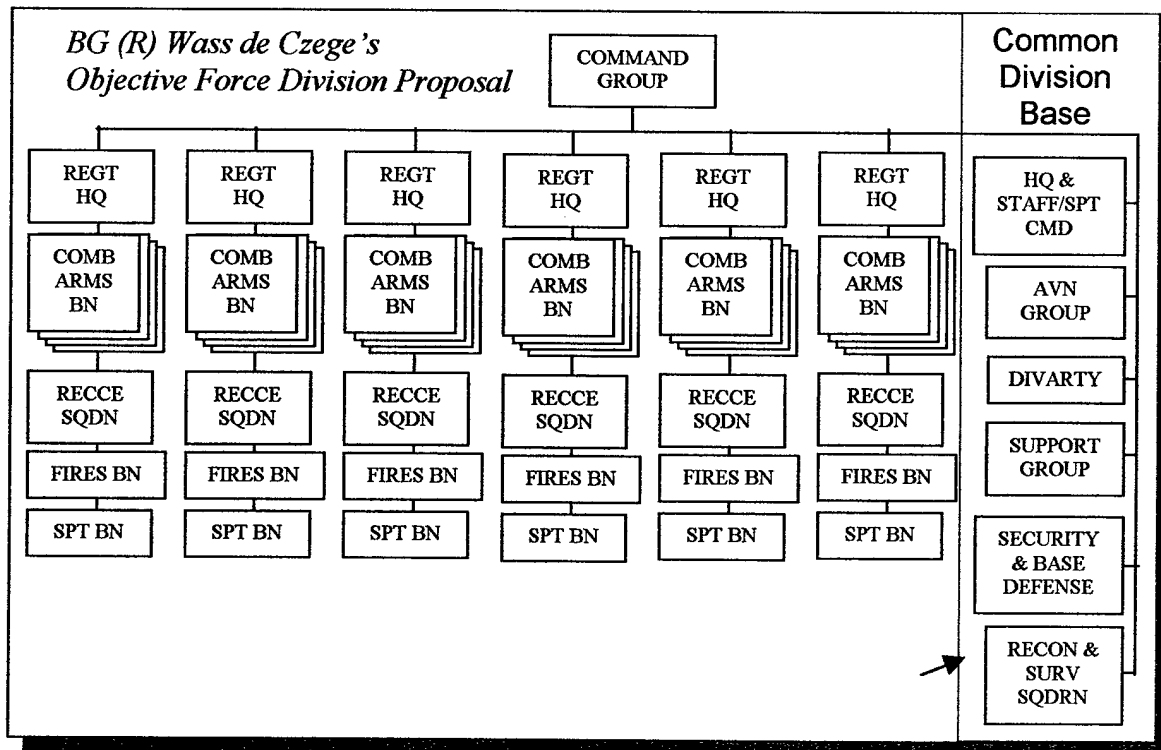 BG (R) Wass de Czege's
Objective Force Division Proposal
COMMAND
GROUP
Common
Division
Base
REGT
HQ
COMB
ARMS
BN
RECCE
SQDN
FIRES BN
SPT BN
REGT
HQ
COMB
ARMS
BN
RECCE
SQDN
FIRES BN
SPT BN
REGT
HQ
COMB
ARMS
BN
RECCE
SQDN
FIRES BN
SPT BN
REGT
HQ
COMB
ARMS
BN
RECCE
SQDN
FIRES BN
SPT BN
REGT
HQ
COMB
ARMS
BN
RECCE
SQDN
FIRES BN
SPT BN
REGT
HQ
COMB
ARMS
BN
RECCE
SQDN
FIRES BN
SPT BN
HQ &
STAFF/SPT
CMD
AVN
GROUP
DIVARTY
SUPPORT
GROUP
SECURITY
& BASE
DEFENSE
RECON &
SURV
SQDRN